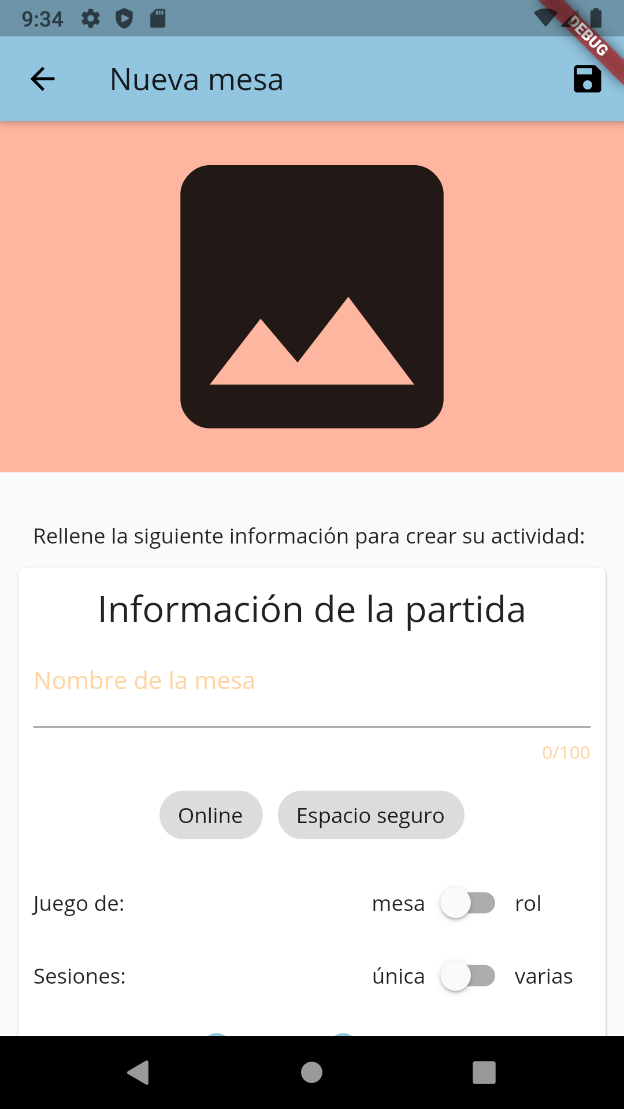 9:34
DEBUG
Nueva mesa
Rellene la siguiente información para crear su actividad:
Información de la partida
Nombre de la mesa
0/100
Online Espacio seguro
Juego de: mesa rol
Sesiones: única varias